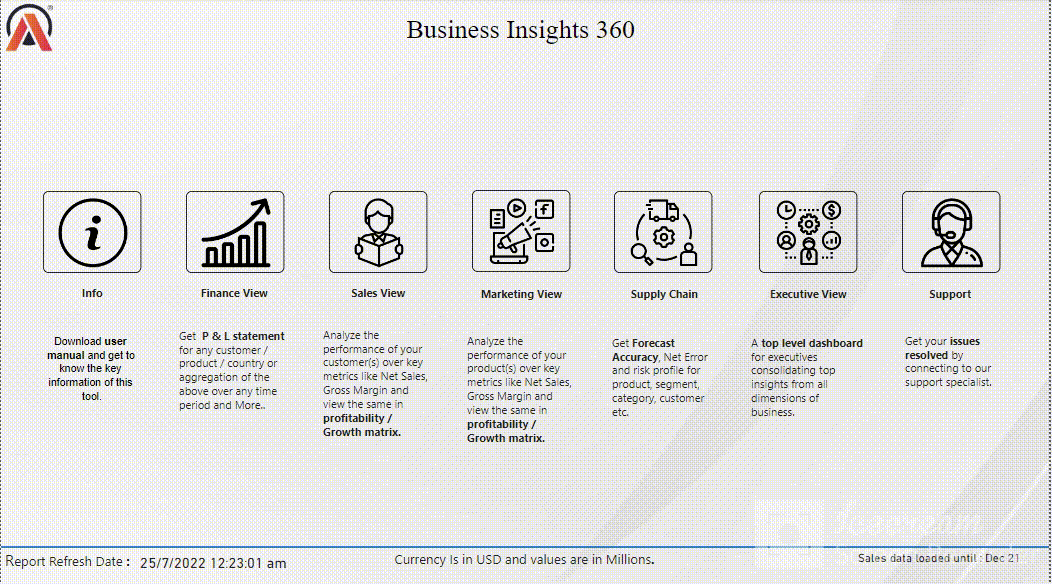 Business Insights 360
Info
Finance View
Sales View
Marketing View
Supply Chain
Executive View
Support
Download user
manual and get to
know the key
information of this
tool.
Get P & L statement
for any customer /
product / country or
aggregation of the
above over any time
period and More..
Analyze the
performance of your
customer(s) over key
metrics like Net Sales,
Gross Margin and
view the same in
profitability /
Growth matrix.
Analyze the
performance of your
product(s) over key
metrics like Net Sales,
Gross Margin and
view the same in
profitability /
Growth matrix.
Get Forecast
Accuracy, Net Error
and risk profile for
product, segment,
category, customer
etc.
A top level dashboard
for executives
consolidating top
insights from all
dimensions of
business.
Get your issues
resolved by
connecting to our
support specialist.
Report Refresh Date : 25/7/2022 12:23:01 am
Currency Is in USD and values are in Millions.
Sales data loaded until : Dec 21